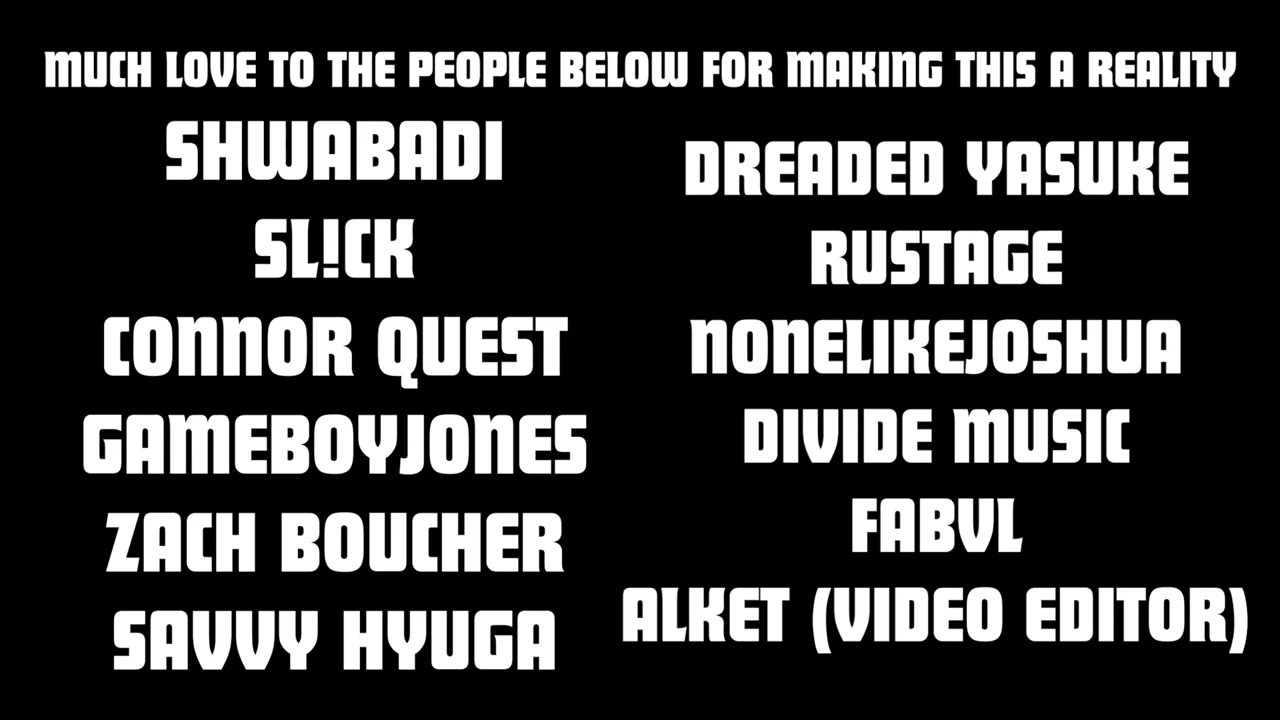 MUCH LOVE TO THE PEOPLE BELOW FOR MAKING THIS A REALITY
SHWABADI
SL!CK
CONNOR QUEST
GAMEBOYJONES
ZACH BOUCHER
SAVVY HYUGA
DREADED YASUKE
RUSTAGE
NONELIKEJOSHUA
DIVIDE MUSIC
FABVL
ALKET (VIDEO EDITOR)